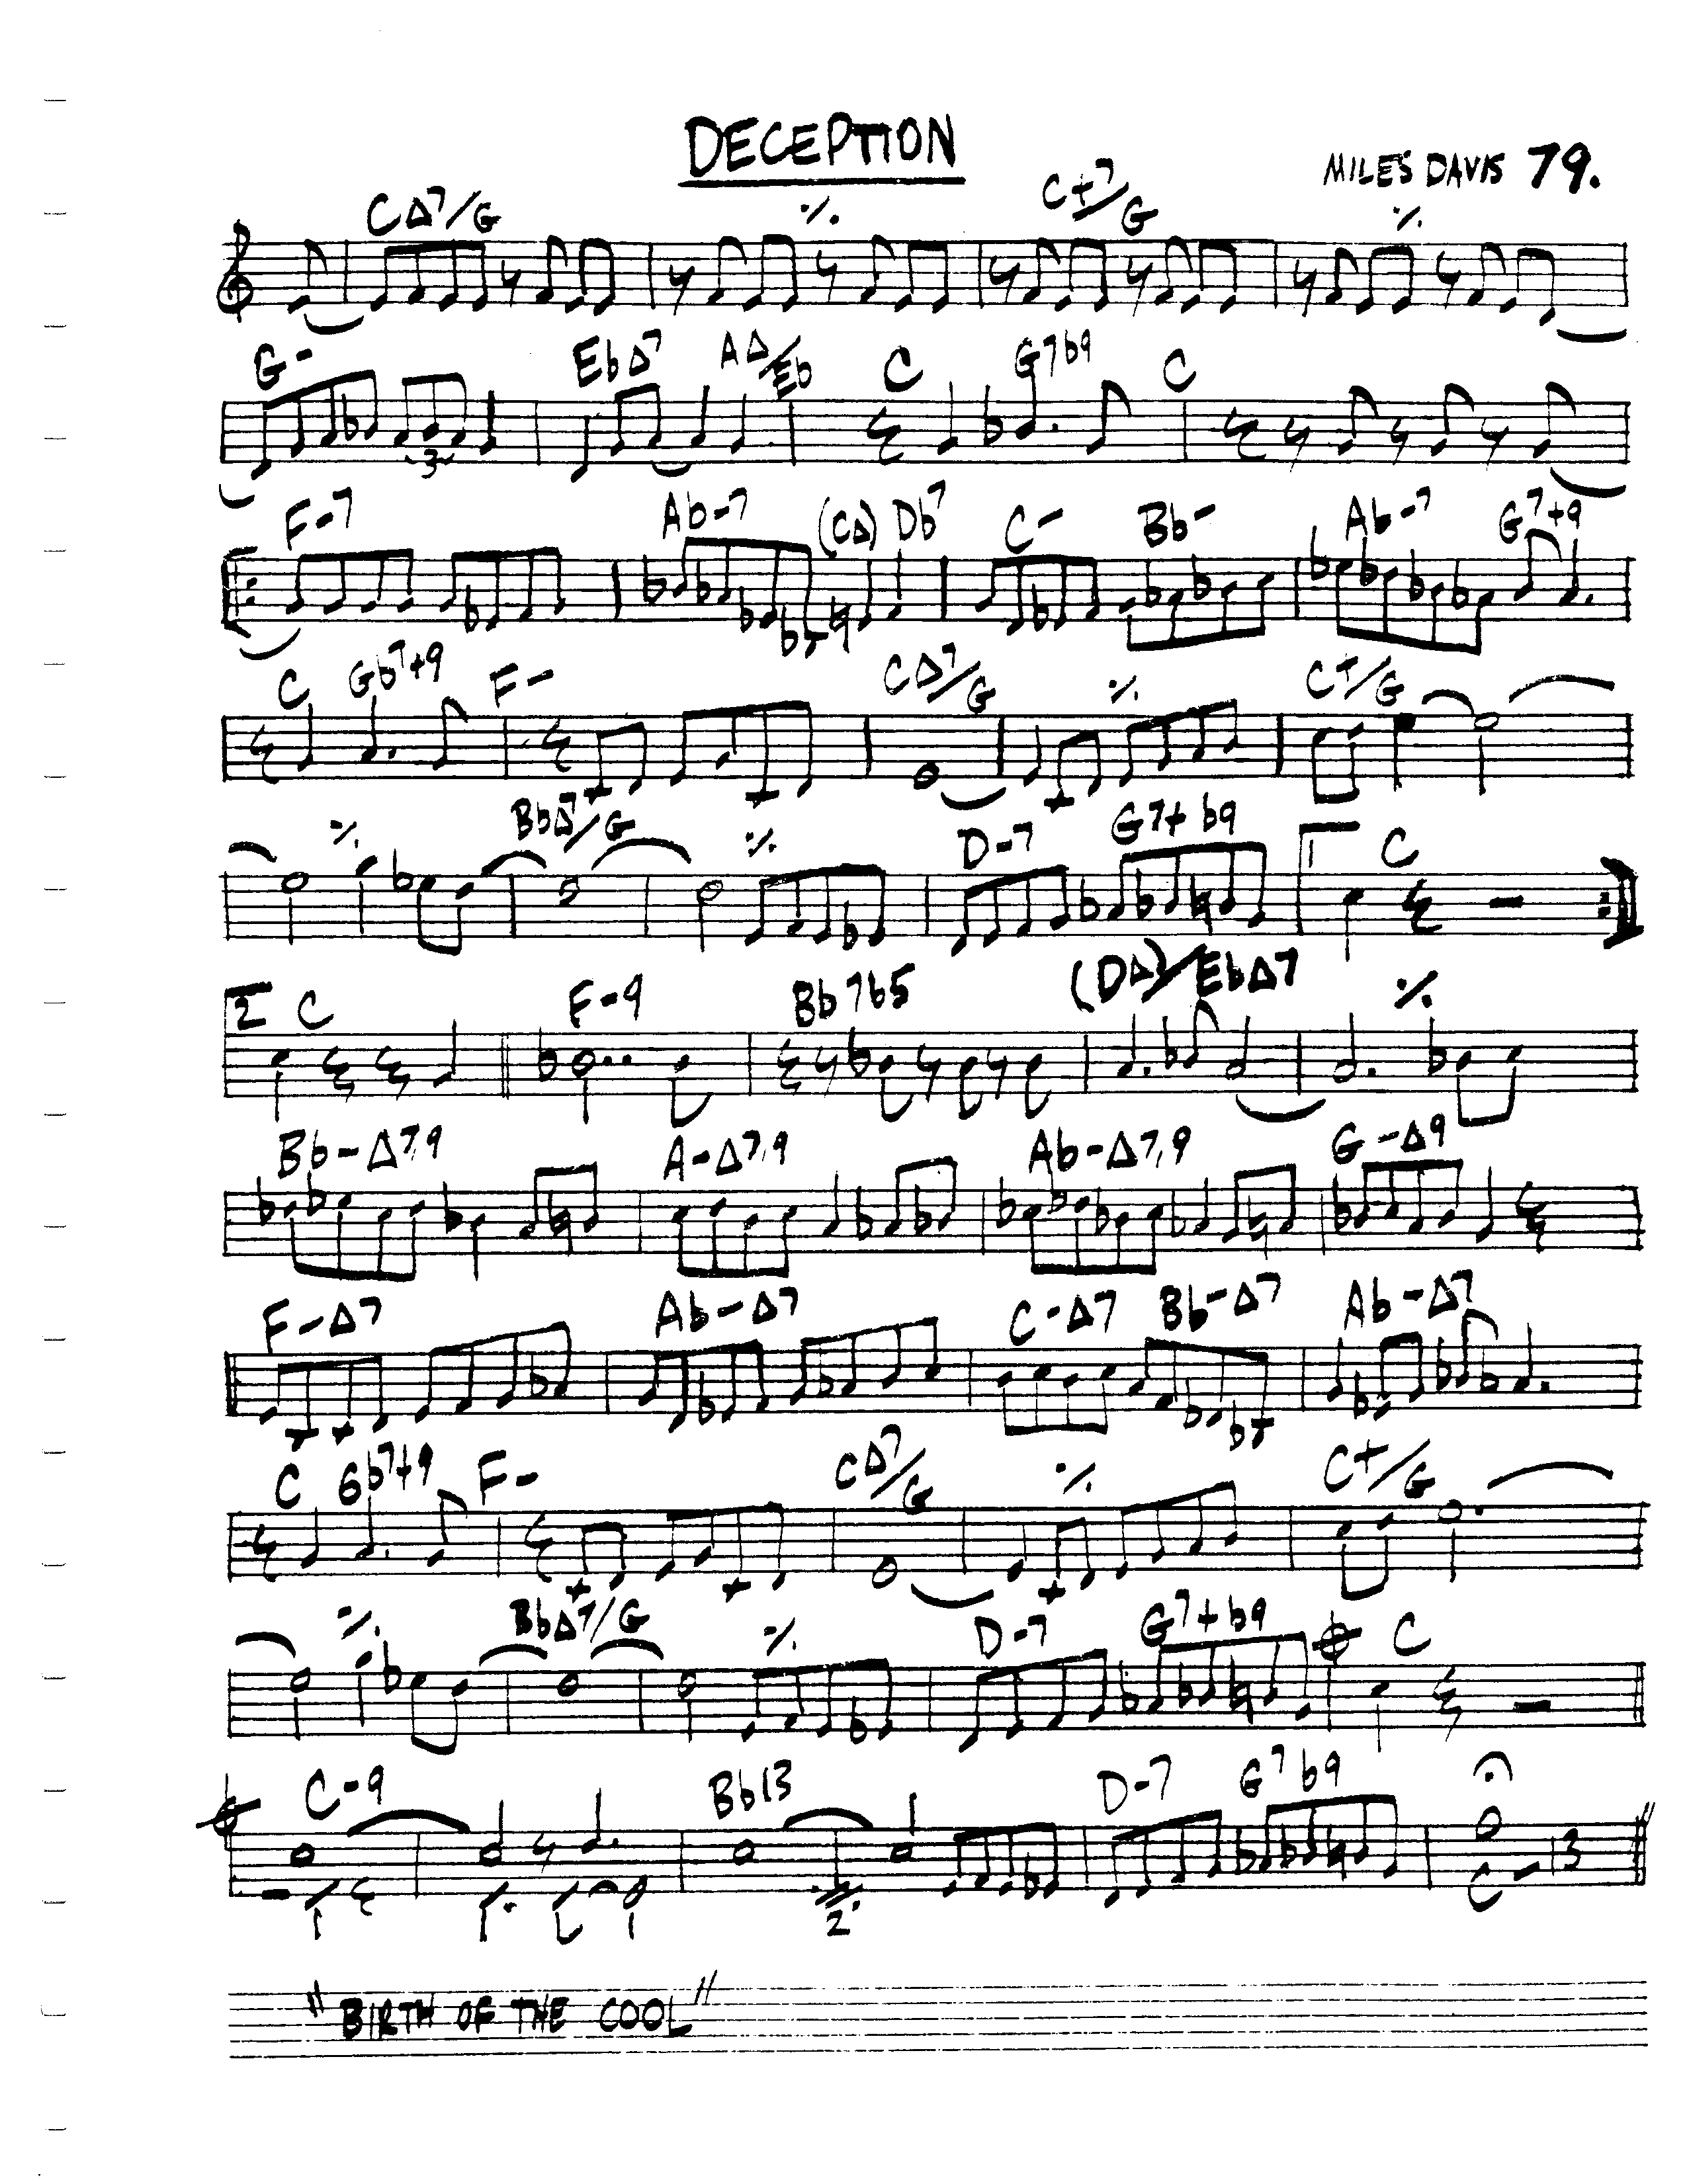 DECEPTION
MILES DAVIS 79.
CΔ7/G ٪ C+7/G ٪
G- EbΔ7 AΔ/Eb C G7b9 C
3
F-7 Ab-7 (CΔ) Db7 C- Bb- Ab-7 G7+9
C Gb7+9 F- CΔ7/G ٪ C+/G
٪ BbΔ7/G ٪ D-7 G7+b9 1 C
2 C F-9 Bb7b5 (DΔ)/EbΔ7 ٪
Bb-Δ7,9 A-Δ7,9 Ab-Δ7,9 G-Δ9
F-Δ7 Ab-Δ7 C-Δ7 Bb-Δ7 Ab-Δ7
C Gb7+9 F- CΔ7/G ٪ C+/G
٪ BbΔ7/G ٪ D-7 G7+b9 C
C-9 Bb13 D-7 G7b9
2
"BIRTH OF THE COOL"